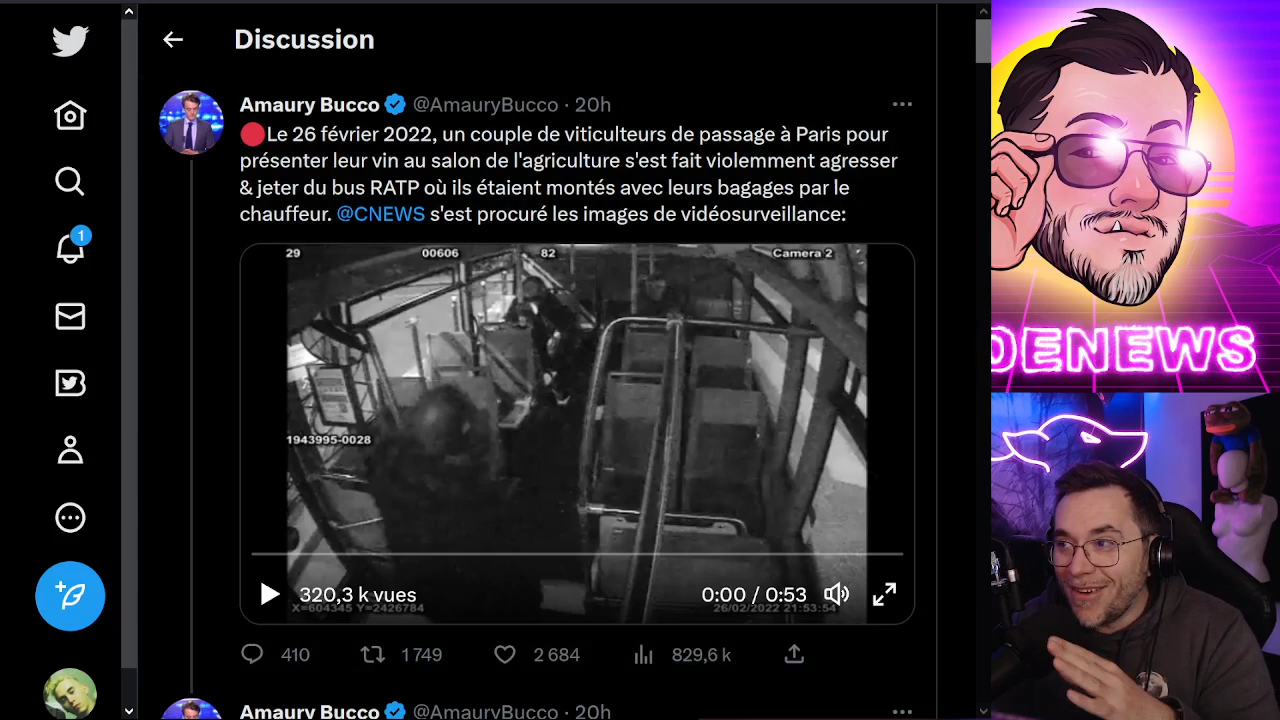 Discussion
Amaury Bucco @AmauryBucco · 20h
Le 26 février 2022, un couple de viticulteurs de passage à Paris pour
présenter leur vin au salon de l'agriculture s'est fait violemment agresser
& jeter du bus RATP où ils étaient montés avec leurs bagages par le
chauffeur. @CNEWS s'est procuré les images de vidéosurveillance:
29 00606 82 Camera 2
1943995-0028
320,3 k vues 0:00 / 0:53
X=604345 Y=2426784 26/02/2022 21:53:54
410 1 749 2 684 829,6 k
Amaury Bucco @AmauryBucco · 20h
1
DENEWS